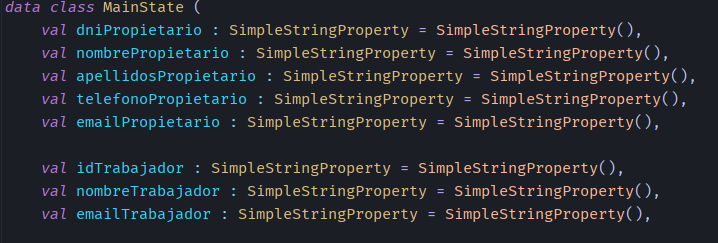 data class MainState (
val dniPropietario : SimpleStringProperty = SimpleStringProperty(),
val nombrePropietario : SimpleStringProperty = SimpleStringProperty(),
val apellidosPropietario : SimpleStringProperty = SimpleStringProperty(),
val telefonoPropietario : SimpleStringProperty = SimpleStringProperty(),
val emailPropietario : SimpleStringProperty = SimpleStringProperty(),
val idTrabajador : SimpleStringProperty = SimpleStringProperty(),
val nombreTrabajador : SimpleStringProperty = SimpleStringProperty(),
val emailTrabajador : SimpleStringProperty = SimpleStringProperty(),